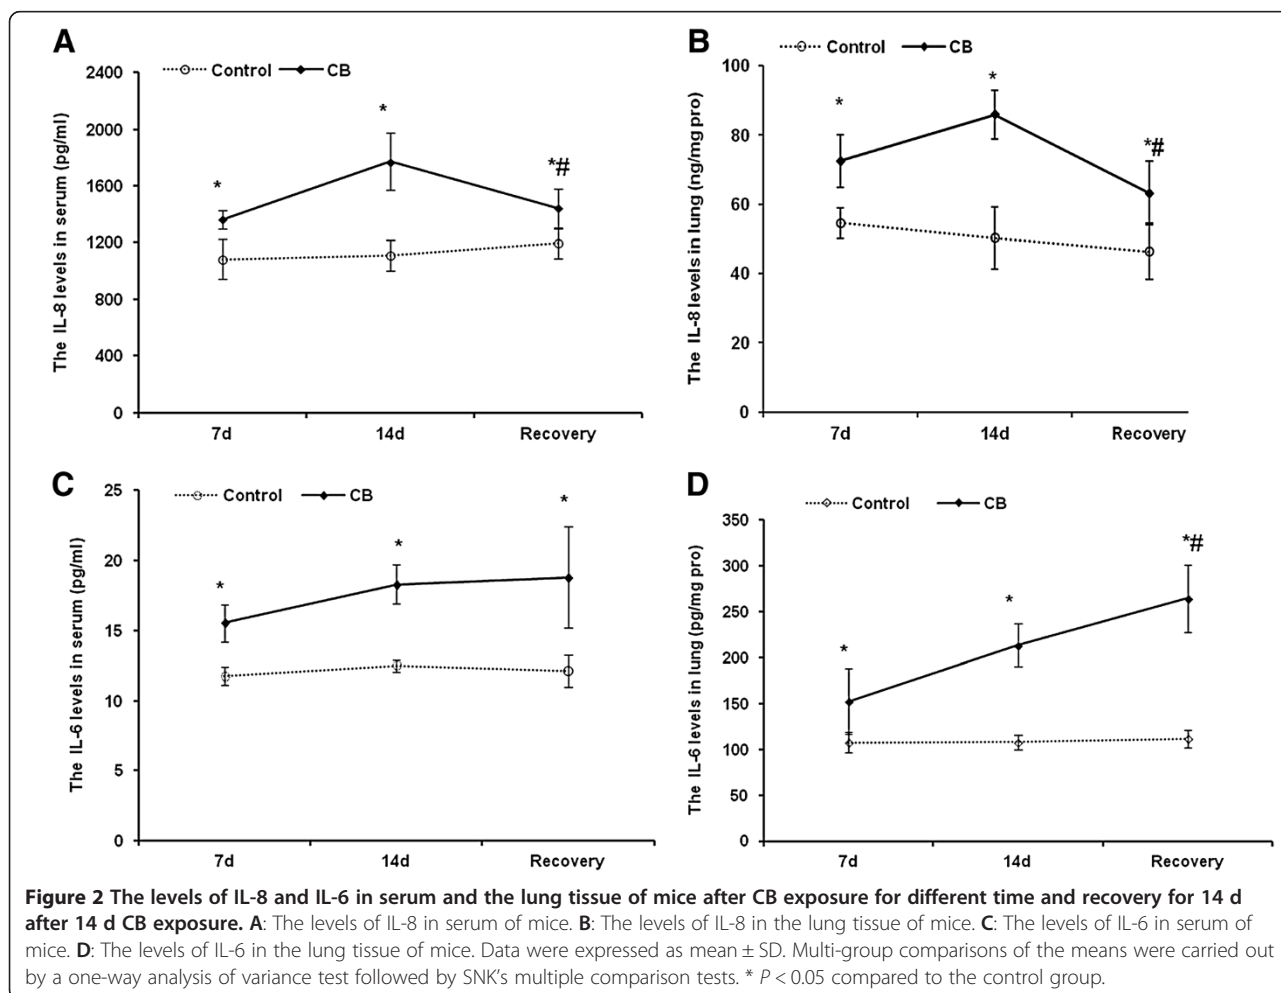 A
Control CB
The IL-8 levels in serum (pg/ml)
2400
2000
1600
1200
800
400
0
* * *#
7d 14d Recovery
B
Control CB
The IL-8 levels in lung (ng/mg pro)
100
80
60
40
20
0
* * *#
7d 14d Recovery
C
Control CB
The IL-6 levels in serum (pg/ml)
25
20
15
10
5
0
* * *
7d 14d Recovery
D
Control CB
The IL-6 levels in lung (pg/mg pro)
350
300
250
200
150
100
50
0
* * *#
7d 14d Recovery
Figure 2 The levels of IL-8 and IL-6 in serum and the lung tissue of mice after CB exposure for different time and recovery for 14 d
after 14 d CB exposure. A: The levels of IL-8 in serum of mice. B: The levels of IL-8 in the lung tissue of mice. C: The levels of IL-6 in serum of
mice. D: The levels of IL-6 in the lung tissue of mice. Data were expressed as mean ± SD. Multi-group comparisons of the means were carried out
by a one-way analysis of variance test followed by SNK's multiple comparison tests. * P < 0.05 compared to the control group.